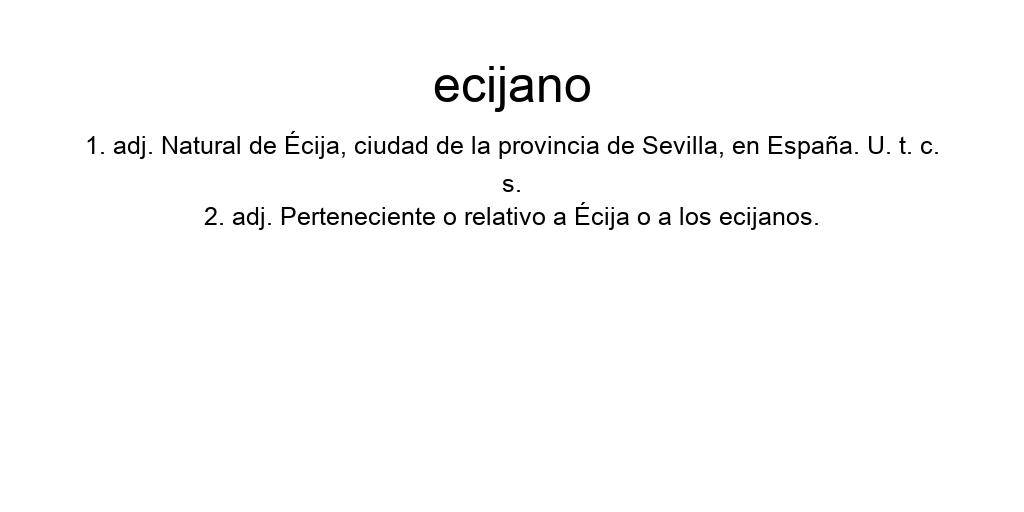 ecijano
1. adj. Natural de Écija, ciudad de la provincia de Sevilla, en España. U. t. c.
s.
2. adj. Perteneciente o relativo a Écija o a los ecijanos.